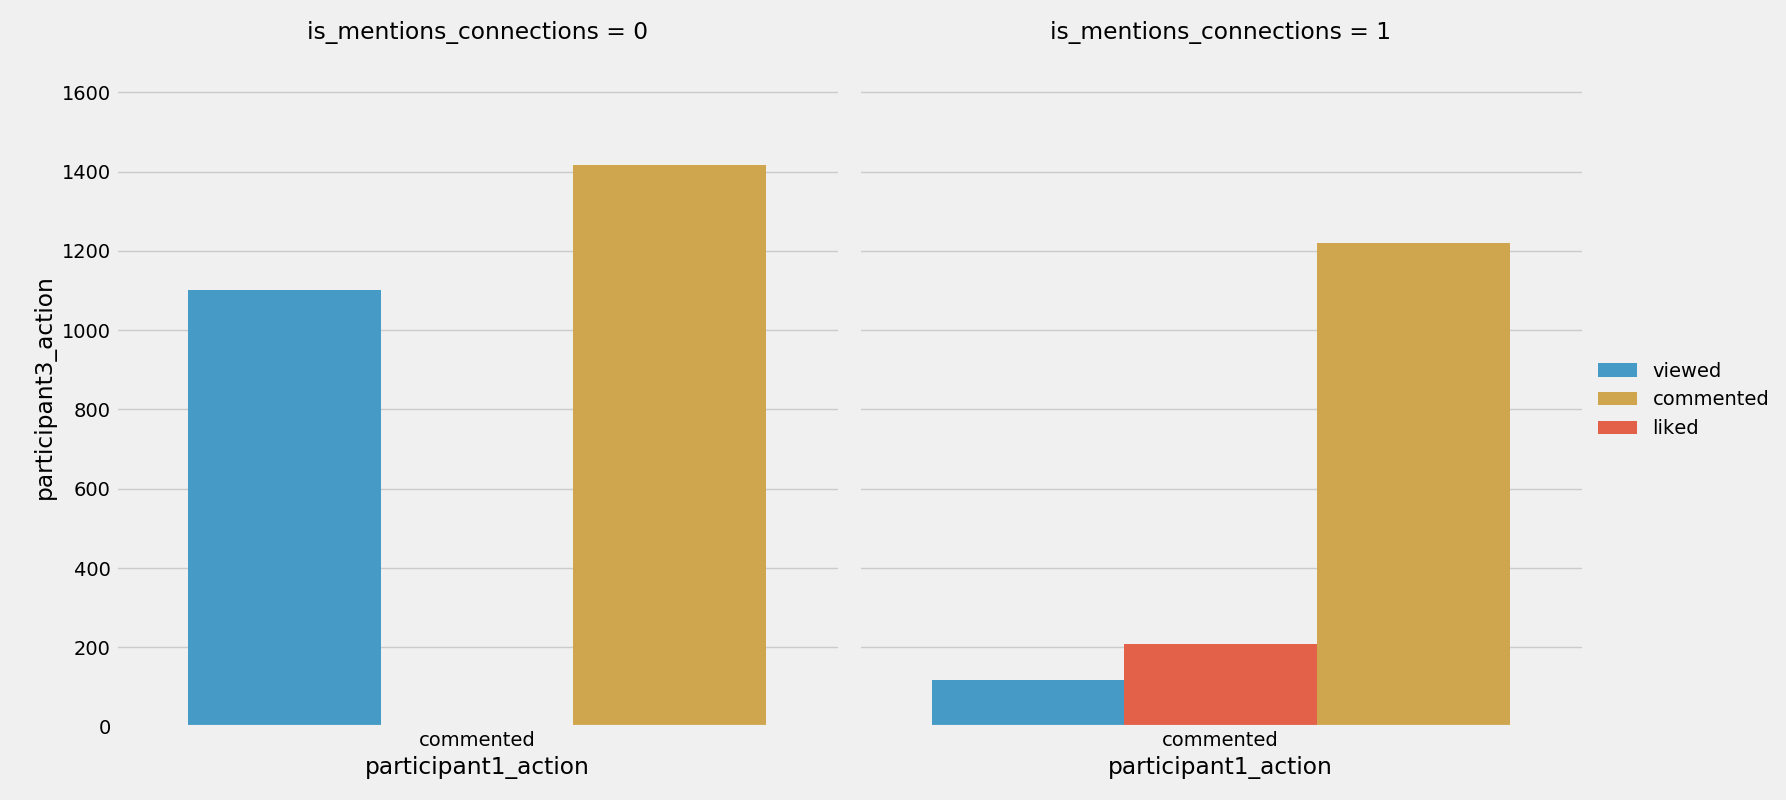 is_mentions_connections = 0
is_mentions_connections = 1
participant3_action
1600
1400
1200
1000
800
600
400
200
0
commented
participant1_action
commented
participant1_action
viewed
commented
liked